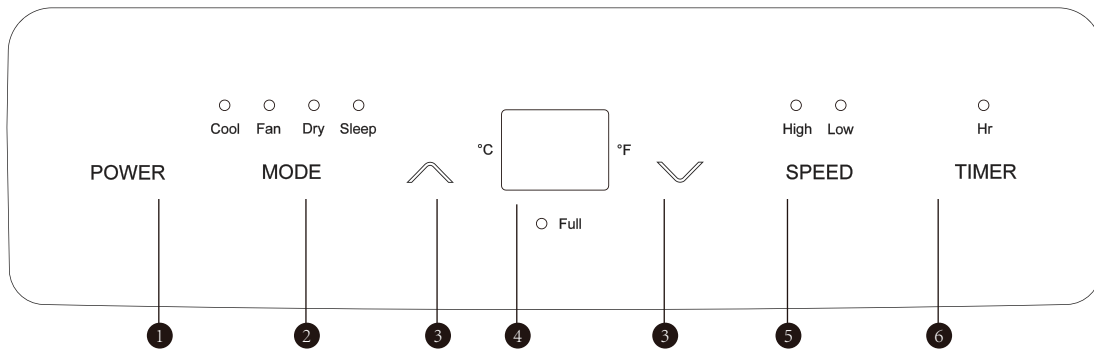 Cool Fan Dry Sleep
High Low
Hr
°C
°F
POWER
MODE
SPEED
TIMER
Full
1 2 3 4 3 5 6